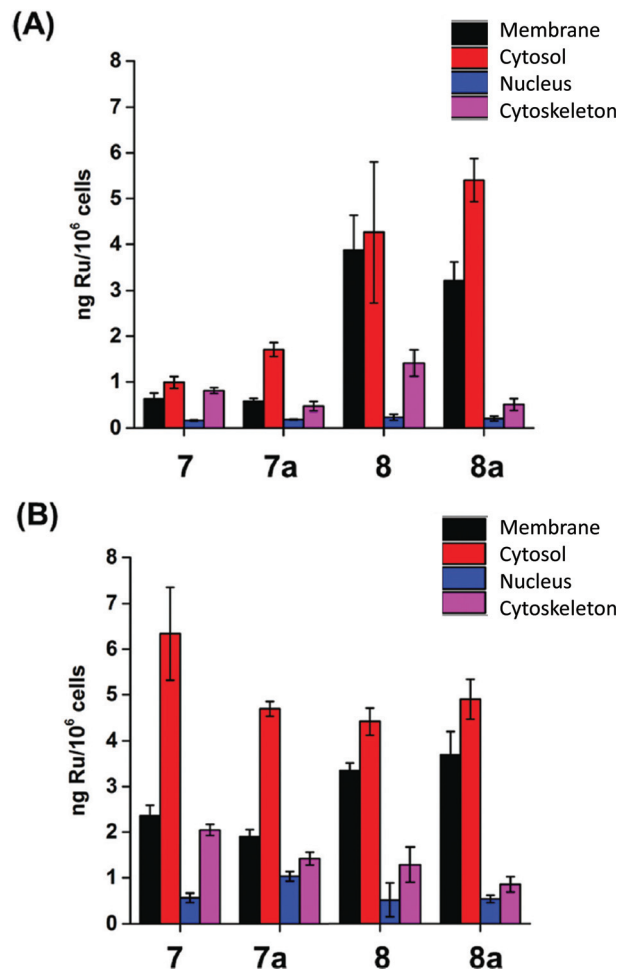 (A)
Membrane
Cytosol
Nucleus
Cytoskeleton
ng Ru/10⁶ cells
8
7
6
5
4
3
2
1
0
7 7a 8 8a
(B)
Membrane
Cytosol
Nucleus
Cytoskeleton
ng Ru/10⁶ cells
8
7
6
5
4
3
2
1
0
7 7a 8 8a